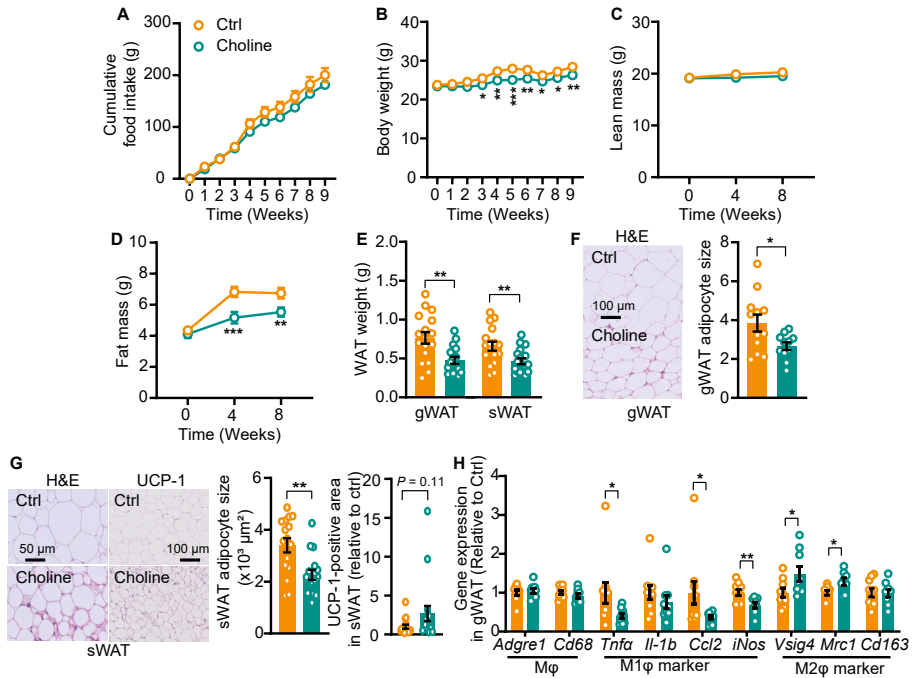 A
Ctrl
Choline
Cumulative
food intake (g)
300
200
100
0
0 1 2 3 4 5 6 7 8 9
Time (Weeks)
B
Body weight (g)
40
30
20
10
0
* ** *** ** * * **
0 1 2 3 4 5 6 7 8 9
Time (Weeks)
C
Lean mass (g)
30
20
10
0
0 4 8
Time (Weeks)
D
Fat mass (g)
10
8
6
4
2
0
*** **
0 4 8
Time (Weeks)
E
WAT weight (g)
2.0
1.5
1.0
0.5
0.0
** **
gWAT sWAT
F
H&E
Ctrl
100 µm
Choline
gWAT
gWAT adipocyte size
8
6
4
2
0
*
G
H&E UCP-1
Ctrl Ctrl
50 µm 100 µm
Choline Choline
sWAT
sWAT adipocyte size
(x10³ µm²)
6
4
2
0
**
UCP-1-positive area
in sWAT (relative to ctrl)
20
15
10
5
0
P = 0.11
H
Gene expression
in gWAT (Relative to Ctrl)
4
3
2
1
0
* * ** * *
Adgre1 Cd68 Tnfα Il-1b Ccl2 iNos Vsig4 Mrc1 Cd163
Mφ M1φ marker M2φ marker